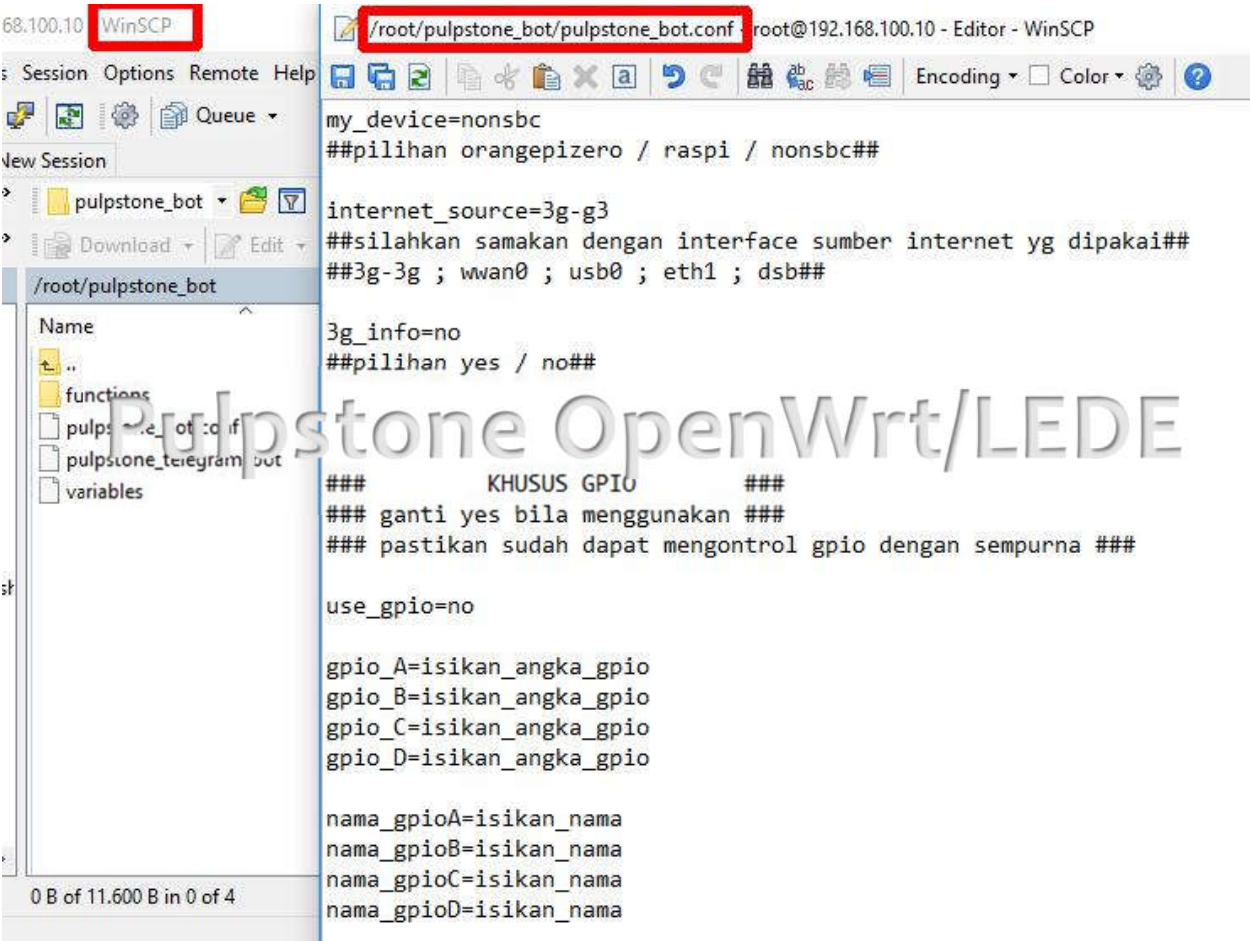 68.100.10 WinSCP
s Session Options Remote Help
Queue
New Session
pulpstone_bot
Download Edit
/root/pulpstone_bot
Name
..
functions
pulpstone_bot.conf
pulpstone_telegram_bot
variables
0 B of 11.600 B in 0 of 4
/root/pulpstone_bot/pulpstone_bot.conf - root@192.168.100.10 - Editor - WinSCP
Encoding Color
my_device=nonsbc
##pilihan orangepizero / raspi / nonsbc##
internet_source=3g-g3
##silahkan samakan dengan interface sumber internet yg dipakai##
##3g-3g ; wwan0 ; usb0 ; eth1 ; dsb##
3g_info=no
##pilihan yes / no##
Pulpstone OpenWrt/LEDE
### KHUSUS GPIO ###
### ganti yes bila menggunakan ###
### pastikan sudah dapat mengontrol gpio dengan sempurna ###
use_gpio=no
gpio_A=isikan_angka_gpio
gpio_B=isikan_angka_gpio
gpio_C=isikan_angka_gpio
gpio_D=isikan_angka_gpio
nama_gpioA=isikan_nama
nama_gpioB=isikan_nama
nama_gpioC=isikan_nama
nama_gpioD=isikan_nama